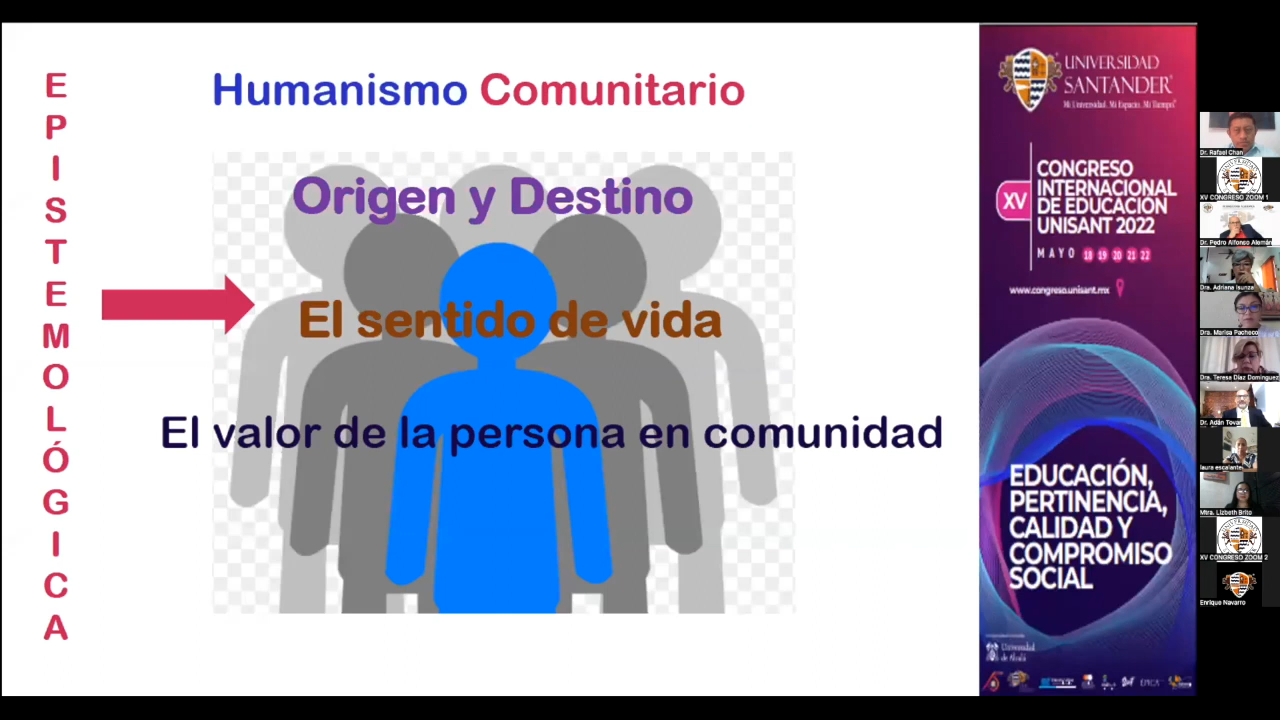 EPISTEMOLÓGICA
Humanismo Comunitario
Origen y Destino
El sentido de vida
El valor de la persona en comunidad
UNIVERSIDAD
SANTANDER
Mi Universidad, Mi Espacio, Mi Tiempo
XV
CONGRESO
INTERNACIONAL
DE EDUCACIÓN
UNISANT 2022
MAYO 18 19 20 21 22
www.congreso.unisant.mx
EDUCACIÓN,
PERTINENCIA,
CALIDAD Y
COMPROMISO
SOCIAL
Universidad
de Alcalá
Dr. Rafael Chan
XV CONGRESO ZOOM 1
Dr. Pedro Alfonso Alemán
Dra. Adriana Isunza
Dra. Marisa Pacheco
Dra. Teresa Díaz Domínguez
Dr. Adán Tovar
laura escalante
Mtra. Lizbeth Brito
XV CONGRESO ZOOM 2
Enrique Navarro